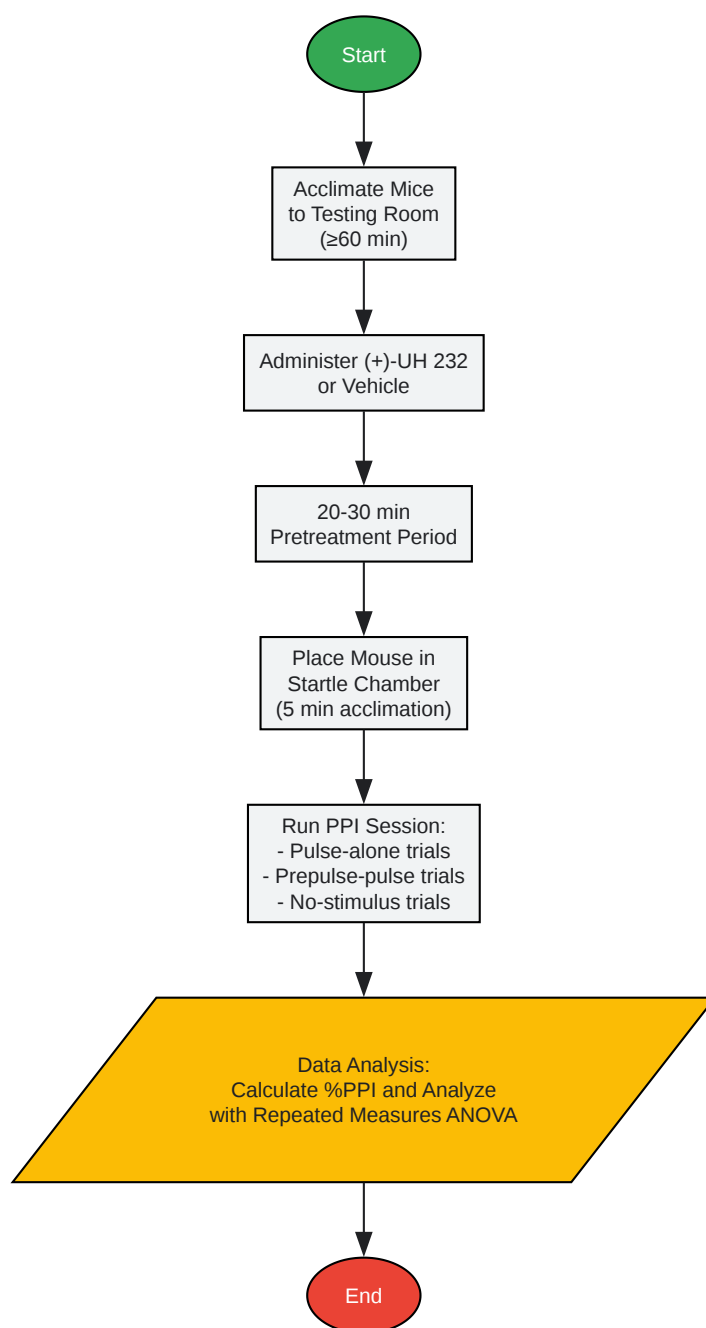 Start
Acclimate Mice
to Testing Room
(≥60 min)
Administer (+)-UH 232
or Vehicle
20-30 min
Pretreatment Period
Place Mouse in
Startle Chamber
(5 min acclimation)
Run PPI Session:
- Pulse-alone trials
- Prepulse-pulse trials
- No-stimulus trials
Data Analysis:
Calculate %PPI and Analyze
with Repeated Measures ANOVA
End